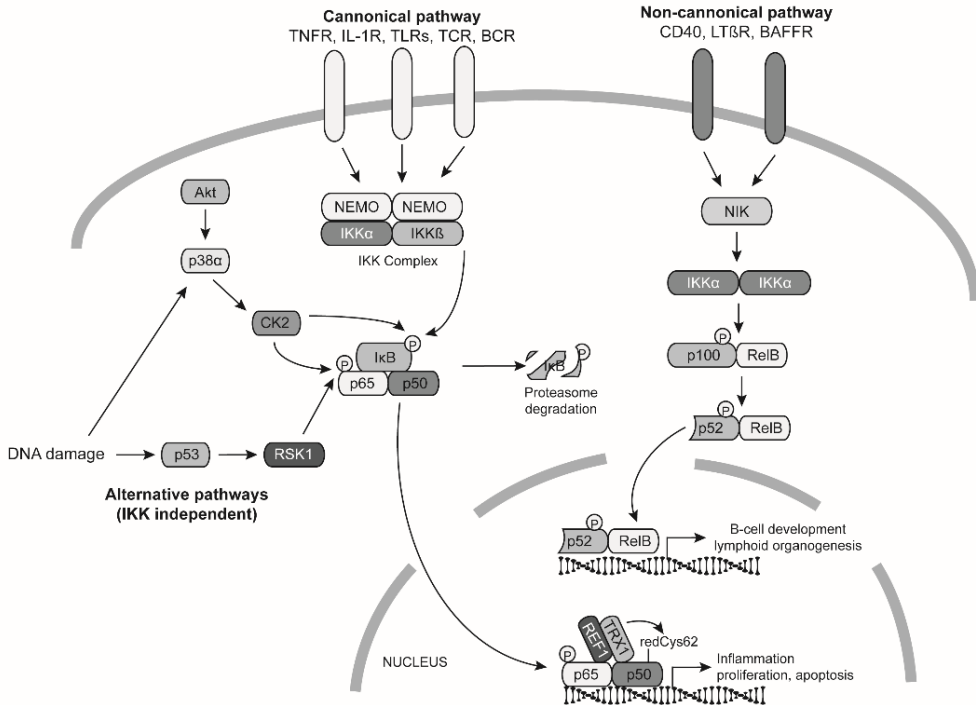 Cannonical pathway
TNFR, IL-1R, TLRs, TCR, BCR
Non-cannonical pathway
CD40, LTßR, BAFFR
Akt
NEMO NEMO
IKKα IKKß
IKK Complex
NIK
p38α
IKKα IKKα
CK2
P
IκB
P
p65 p50
IκB
P
Proteasome
degradation
P
p100 RelB
P
p52 RelB
DNA damage
p53
RSK1
Alternative pathways
(IKK independent)
P
p52 RelB
B-cell development
lymphoid organogenesis
NUCLEUS
REF1
TRX1
redCys62
P
p65 p50
Inflammation
proliferation, apoptosis